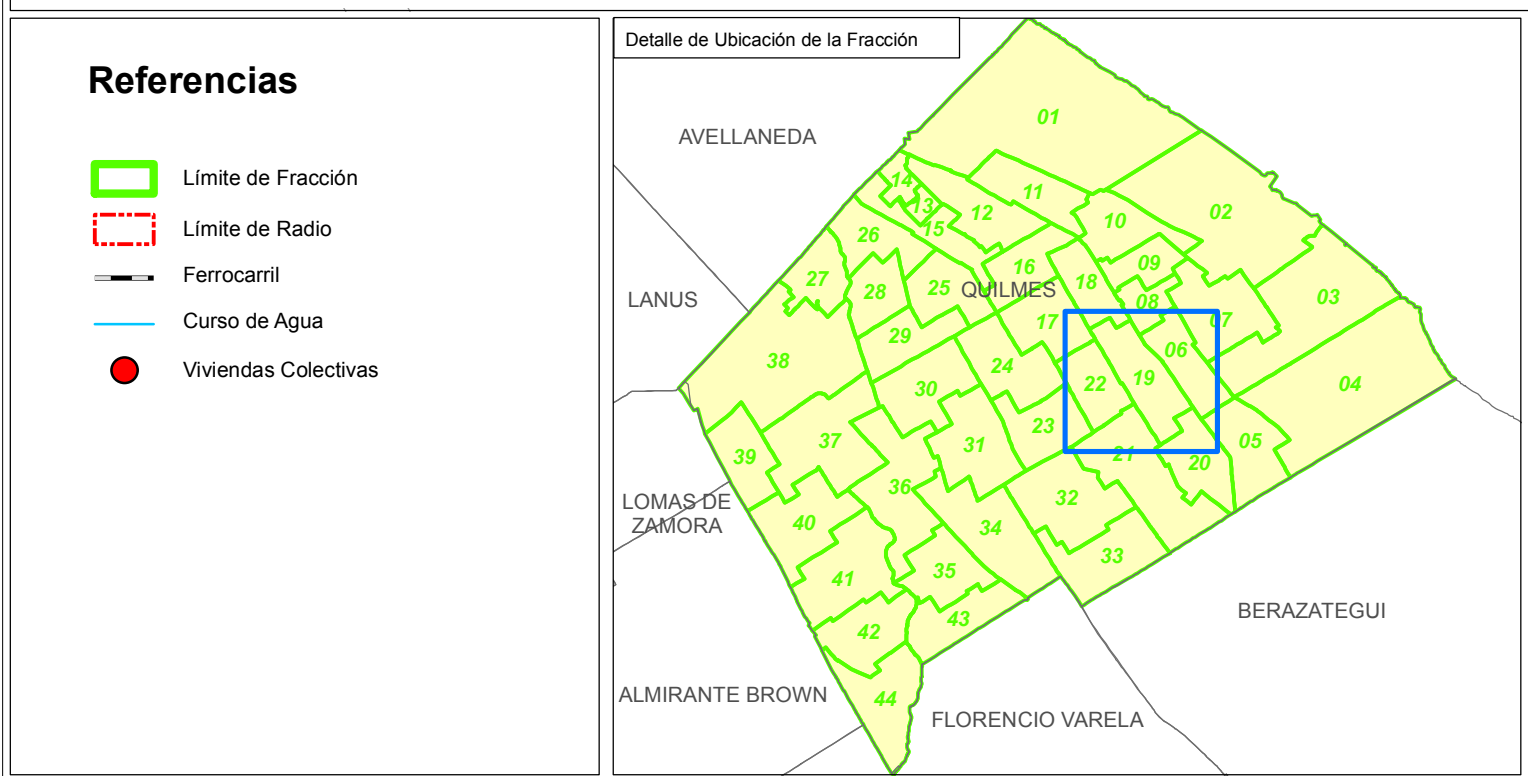 Referencias
Límite de Fracción
Límite de Radio
Ferrocarril
Curso de Agua
Viviendas Colectivas
Detalle de Ubicación de la Fracción
01
AVELLANEDA
14
11
13
12
02
10
15
26
16
09
27
28
25
18
QUILMES
LANUS
08
03
17
07
29
06
38
24
22
19
04
30
23
37
31
05
39
21
20
36
LOMAS DE
ZAMORA
32
40
34
33
35
41
BERAZATEGUI
43
42
ALMIRANTE BROWN
44
FLORENCIO VARELA